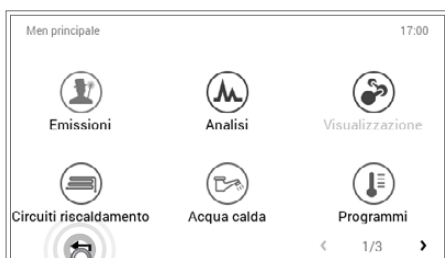 Men principale 17:00
Emissioni Analisi Visualizzazione
Circuiti riscaldamento Acqua calda Programmi
1/3